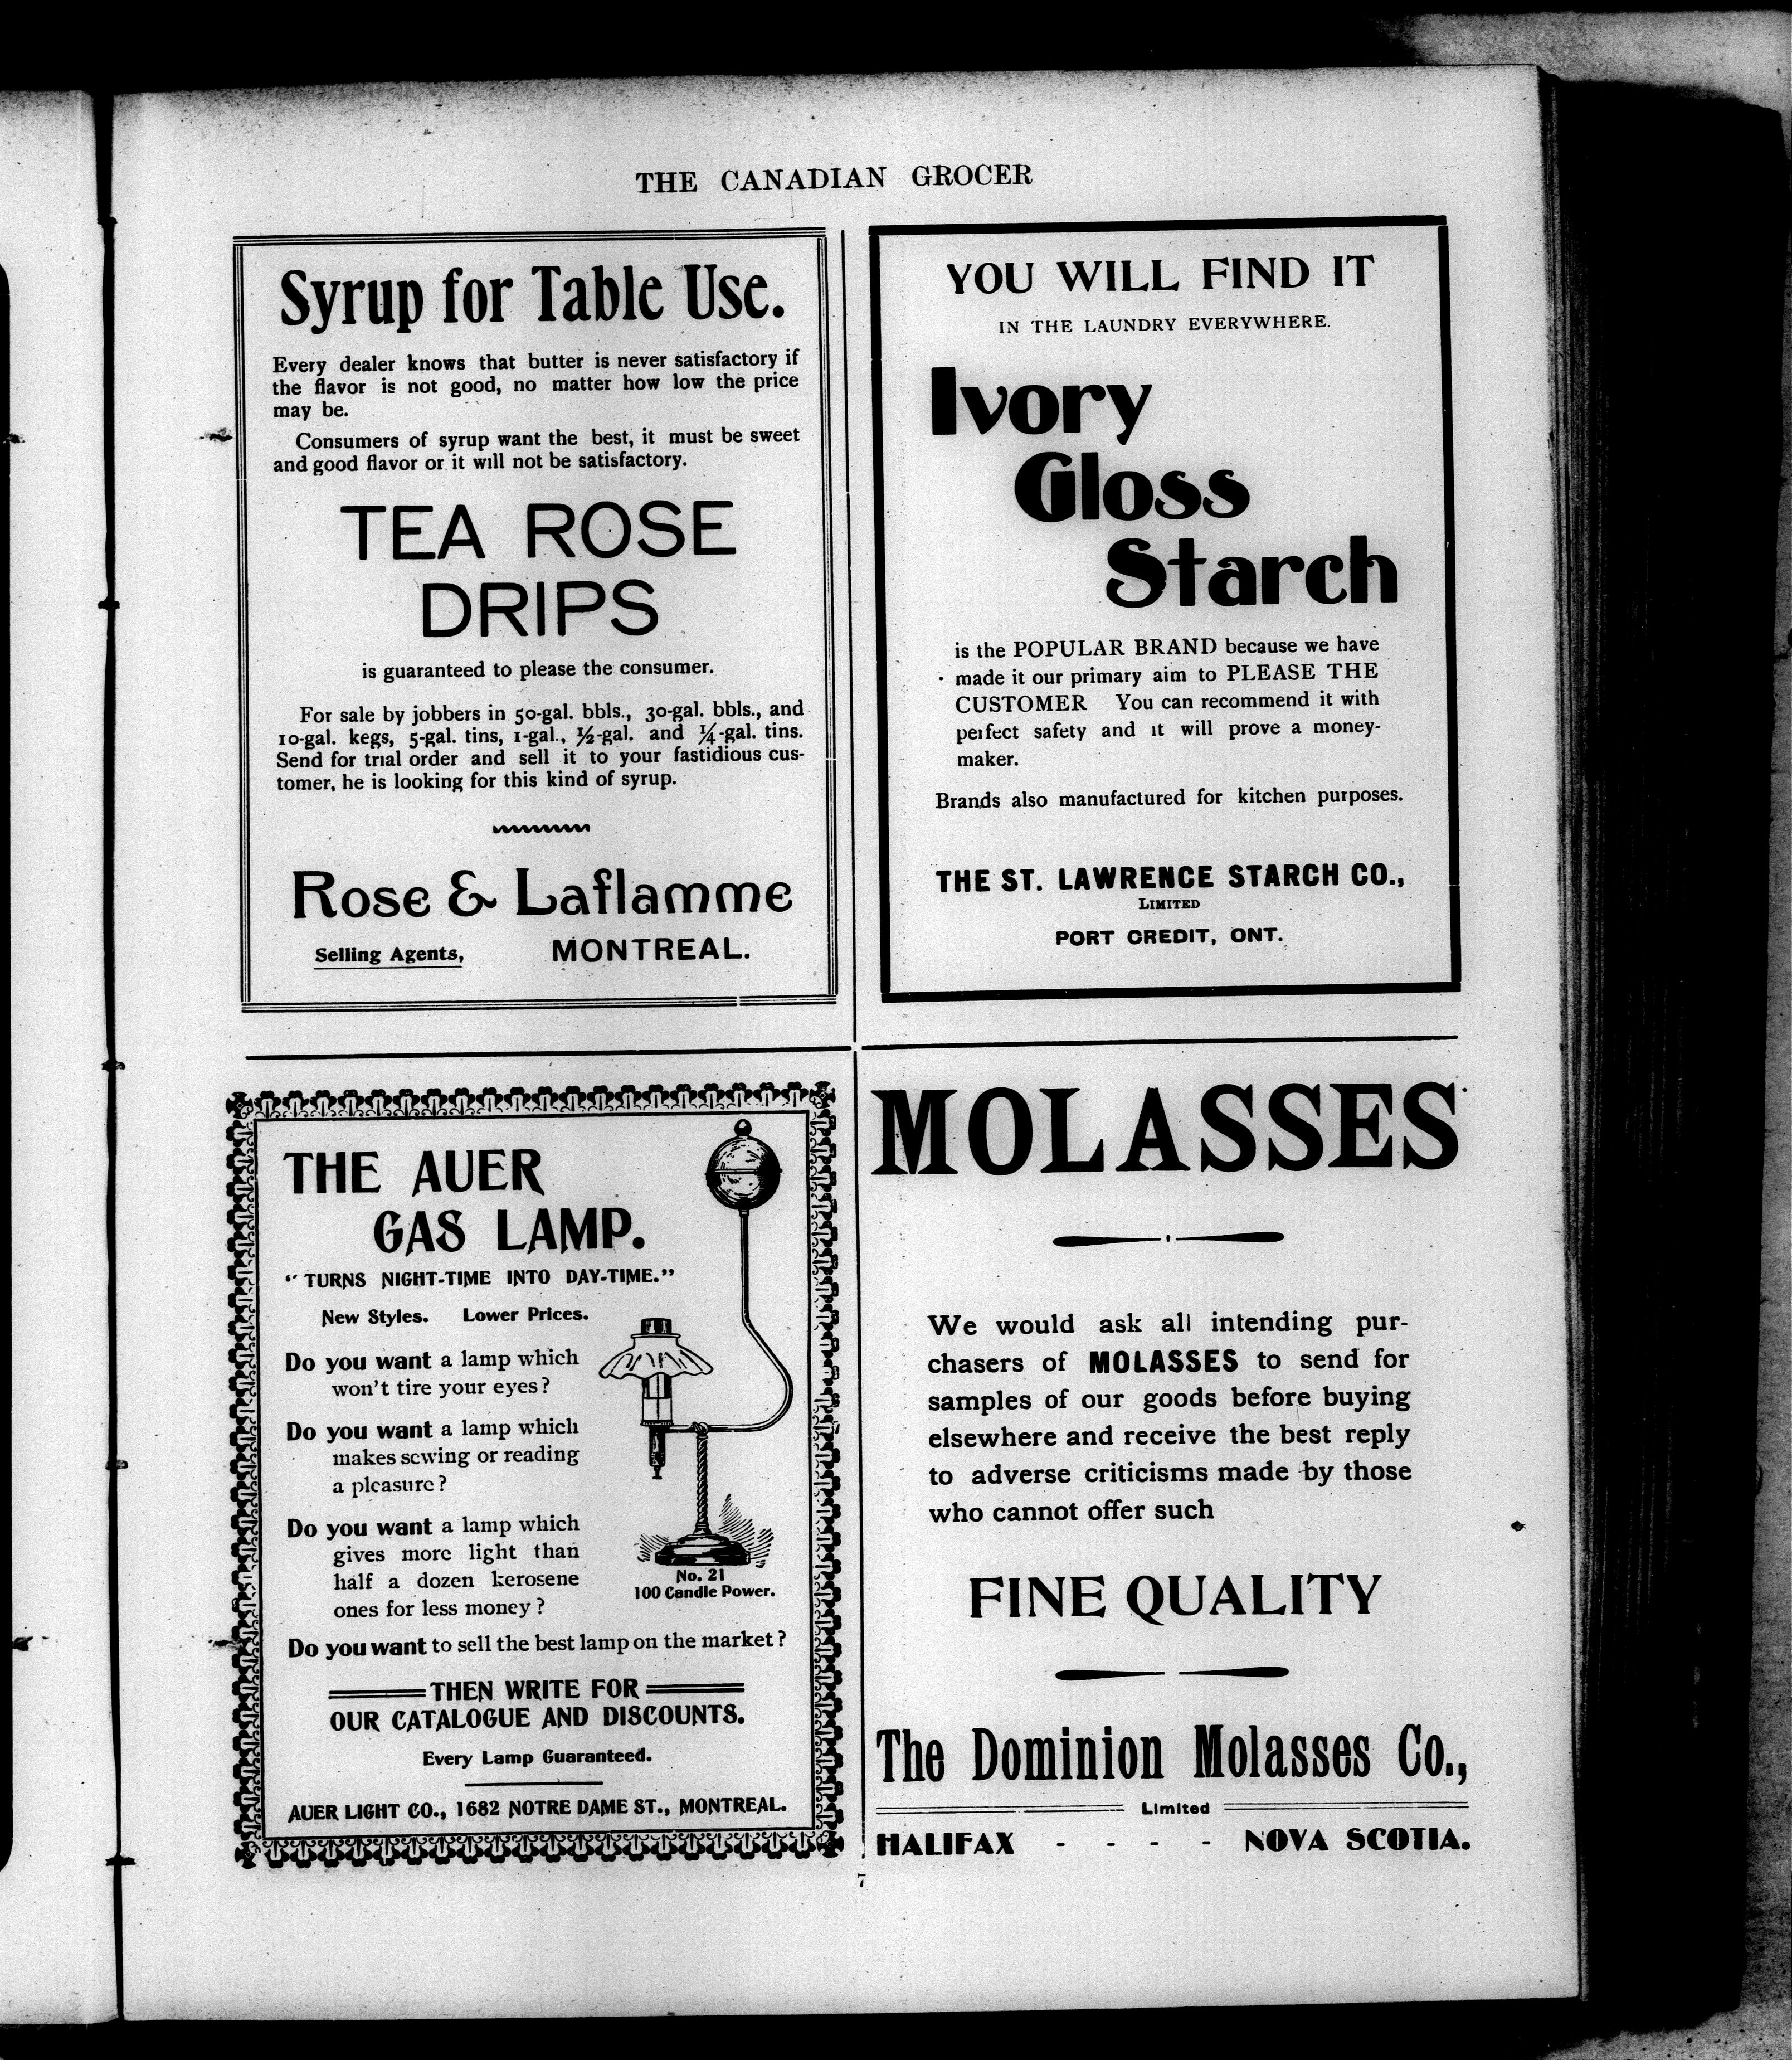 THE CANADIAN GROCER
Syrup for Table Use.
Every dealer knows that butter is never satisfactory if
the flavor is not good, no matter how low the price
may be.
Consumers of syrup want the best, it must be sweet
and good flavor or it will not be satisfactory.
TEA ROSE
DRIPS
is guaranteed to please the consumer.
For sale by jobbers in 50-gal. bbls., 30-gal. bbls., and
10-gal. kegs, 5-gal. tins, 1-gal., ½-gal. and ¼-gal. tins.
Send for trial order and sell it to your fastidious cus-
tomer, he is looking for this kind of syrup.
Rose & Laflamme
Selling Agents, MONTREAL.
YOU WILL FIND IT
IN THE LAUNDRY EVERYWHERE.
Ivory
Gloss
Starch
is the POPULAR BRAND because we have
made it our primary aim to PLEASE THE
CUSTOMER You can recommend it with
perfect safety and it will prove a money-
maker.
Brands also manufactured for kitchen purposes.
THE ST. LAWRENCE STARCH CO.,
LIMITED
PORT CREDIT, ONT.
THE AUER
GAS LAMP.
"TURNS NIGHT-TIME INTO DAY-TIME."
New Styles. Lower Prices.
Do you want a lamp which
won't tire your eyes?
Do you want a lamp which
makes sewing or reading
a pleasure?
Do you want a lamp which
gives more light than
half a dozen kerosene
ones for less money?
No. 21
100 Candle Power.
Do you want to sell the best lamp on the market?
THEN WRITE FOR
OUR CATALOGUE AND DISCOUNTS.
Every Lamp Guaranteed.
AUER LIGHT CO., 1682 NOTRE DAME ST., MONTREAL.
MOLASSES
We would ask all intending pur-
chasers of MOLASSES to send for
samples of our goods before buying
elsewhere and receive the best reply
to adverse criticisms made by those
who cannot offer such
FINE QUALITY
The Dominion Molasses Co.,
Limited
HALIFAX - - - - NOVA SCOTIA.
7